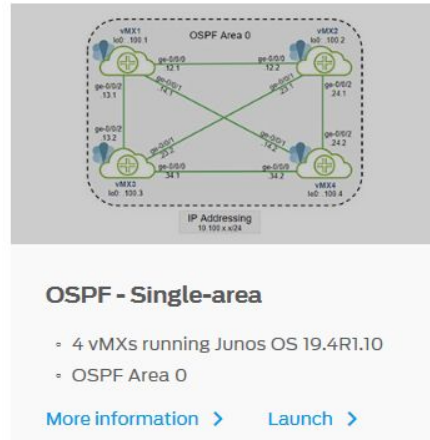 vMX1
lo0: .100.1
OSPF Area 0
vMX2
lo0: .100.2
ge-0/0/0
12.1
ge-0/0/0
12.2
ge-0/0/2
13.1
ge-0/0/1
.14.1
ge-0/0/1
.23.1
ge-0/0/2
24.1
ge-0/0/2
13.2
ge-0/0/1
.23.2
ge-0/0/1
.14.2
ge-0/0/2
.24.2
ge-0/0/0
.34.1
ge-0/0/0
.34.2
vMX3
lo0: .100.3
vMX4
lo0: .100.4
IP Addressing
10.100.x.x/24
OSPF - Single-area
◦ 4 vMXs running Junos OS 19.4R1.10
◦ OSPF Area 0
More information >
Launch >